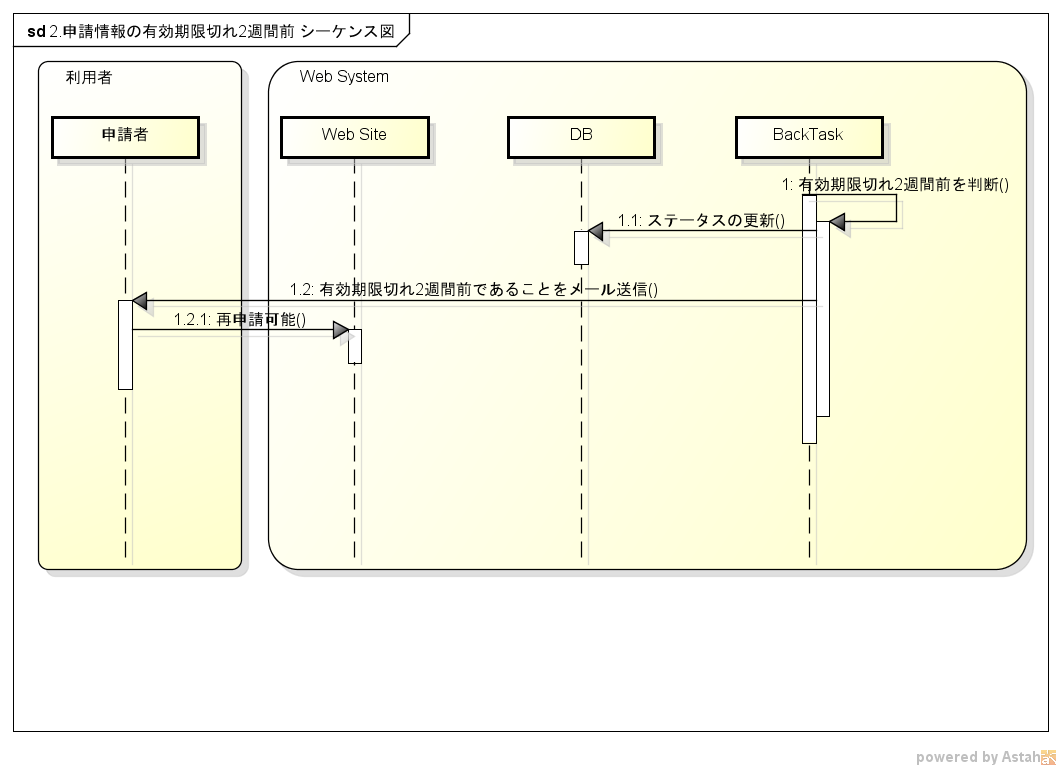 sd 2.申請情報の有効期限切れ2週間前 シーケンス図
利用者
Web System
申請者
Web Site
DB
BackTask
1: 有効期限切れ2週間前を判断()
1.1: ステータスの更新()
1.2: 有効期限切れ2週間前であることをメール送信()
1.2.1: 再申請可能()
powered by Astah